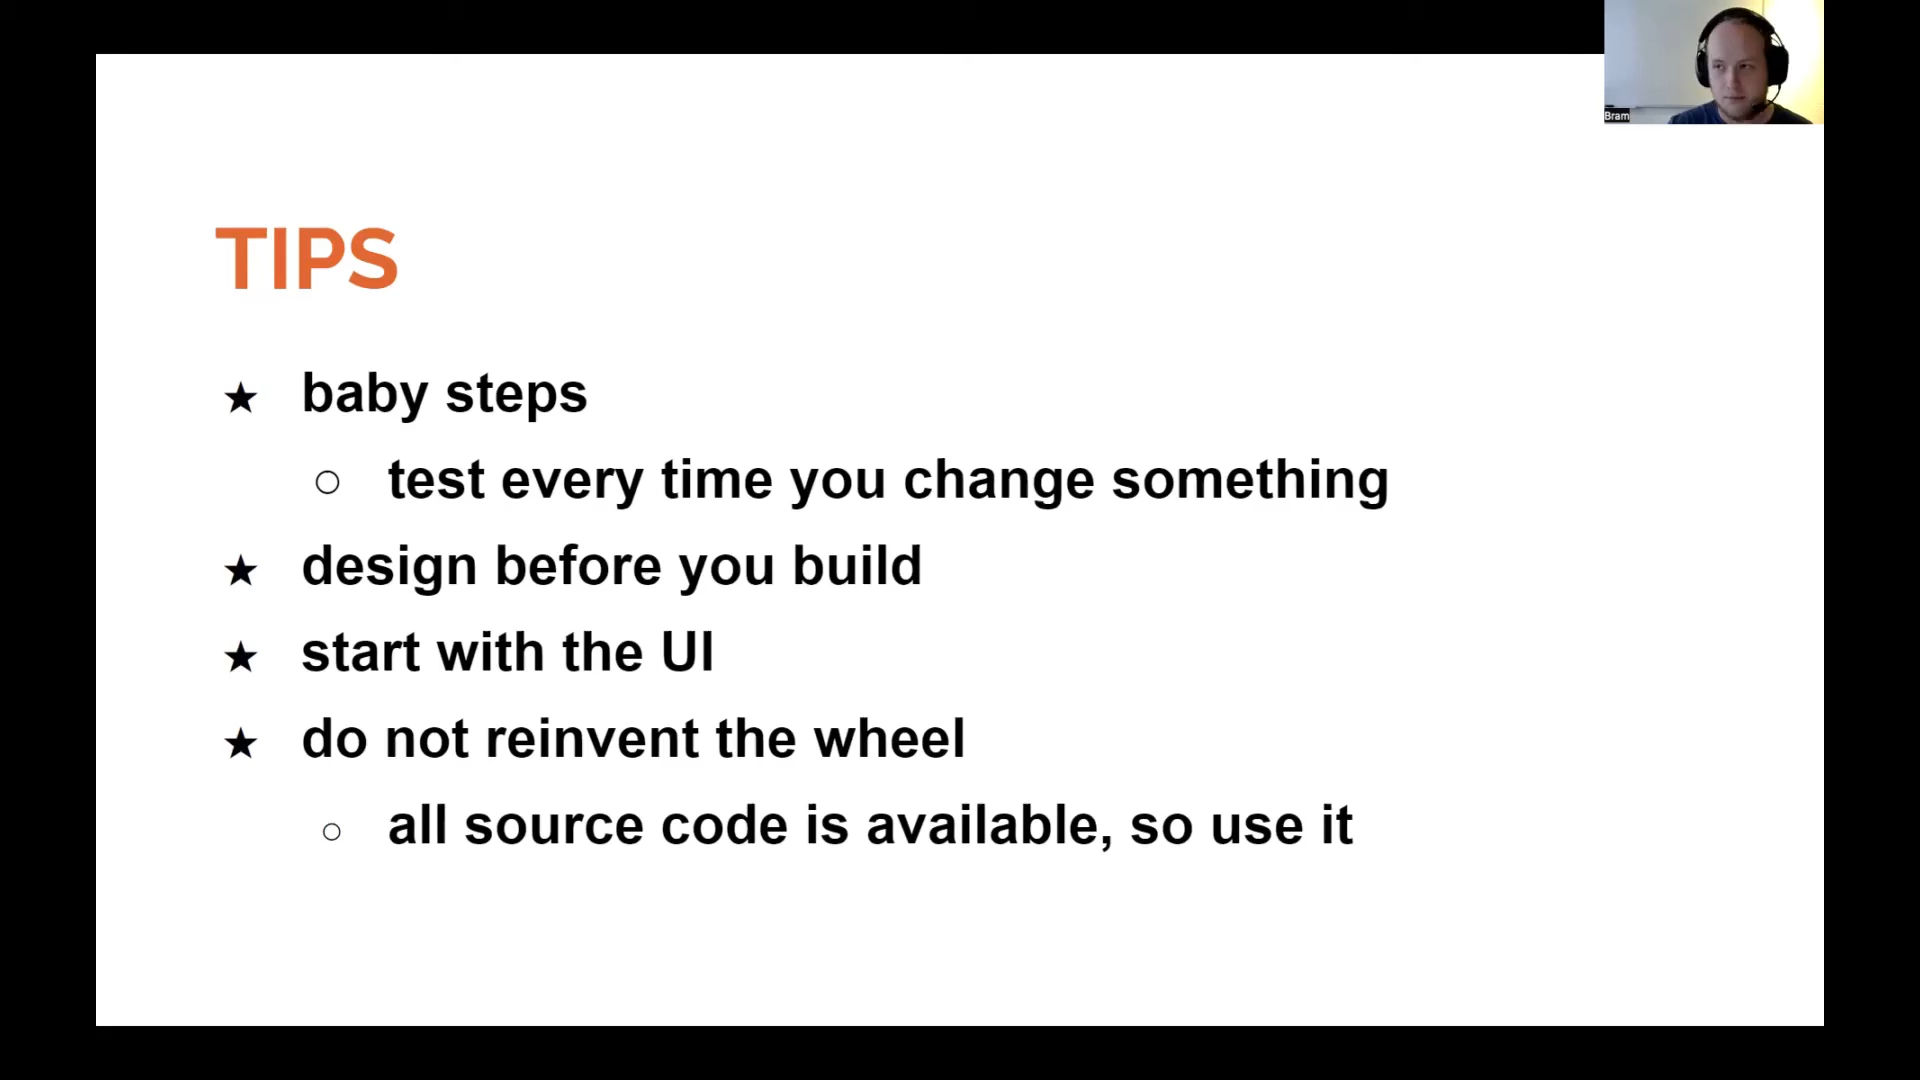 Bram
TIPS
★ baby steps
○ test every time you change something
★ design before you build
★ start with the UI
★ do not reinvent the wheel
○ all source code is available, so use it